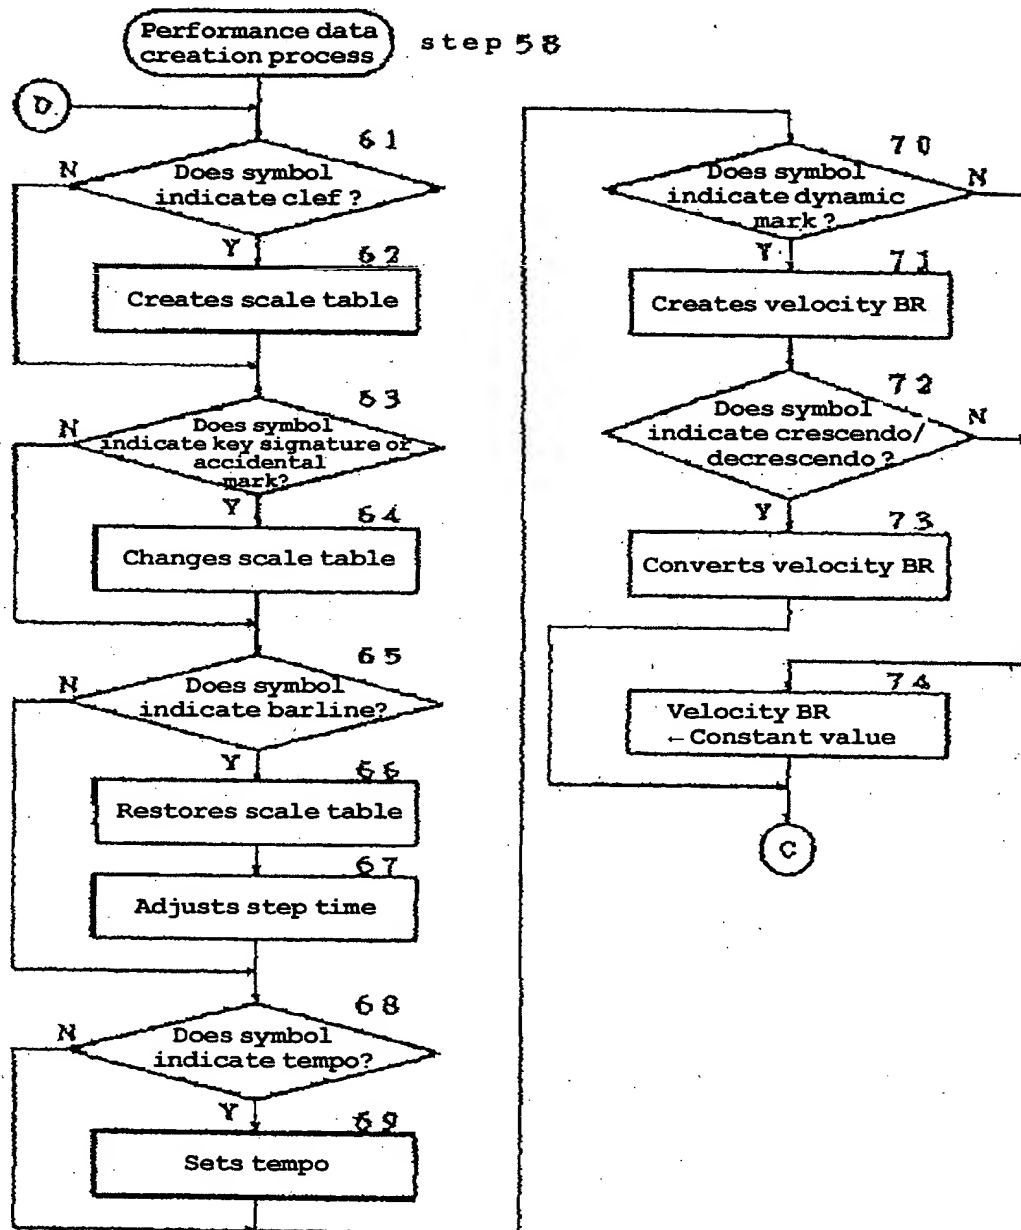 Performance data
creation process
step 58
D
61
N
Does symbol
indicate clef ?
Y
62
Creates scale table
63
N
Does symbol
indicate key signature or
accidental
mark?
Y
64
Changes scale table
65
N
Does symbol
indicate barline?
Y
66
Restores scale table
67
Adjusts step time
68
N
Does symbol
indicate tempo?
Y
69
Sets tempo
70
Does symbol
indicate dynamic
mark ?
N
Y
71
Creates velocity BR
72
Does symbol
indicate crescendo/
decrescendo ?
N
Y
73
Converts velocity BR
74
Velocity BR
←Constant value
C